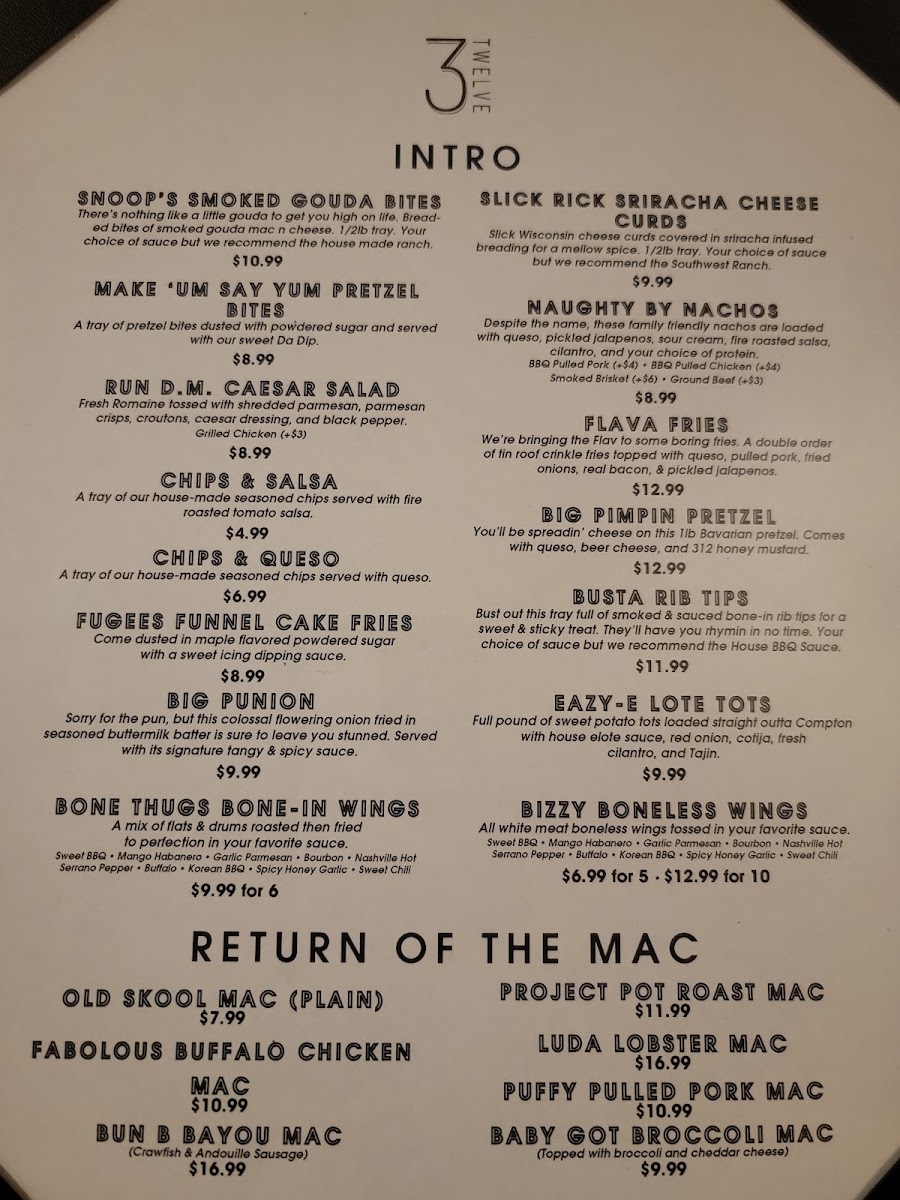 3 TWELVE
INTRO
SNOOP'S SMOKED GOUDA BITES
There's nothing like a little gouda to get you high on life. Bread-
ed bites of smoked gouda mac n cheese. 1/2lb tray. Your
choice of sauce but we recommend the house made ranch.
$10.99
MAKE 'UM SAY YUM PRETZEL
BITES
A tray of pretzel bites dusted with powdered sugar and served
with our sweet Da Dip.
$8.99
RUN D.M. CAESAR SALAD
Fresh Romaine tossed with shredded parmesan, parmesan
crisps, croutons, caesar dressing, and black pepper.
Grilled Chicken (+$3)
$8.99
CHIPS & SALSA
A tray of our house-made seasoned chips served with fire
roasted tomato salsa.
$4.99
CHIPS & QUESO
A tray of our house-made seasoned chips served with queso.
$6.99
FUGEES FUNNEL CAKE FRIES
Come dusted in maple flavored powdered sugar
with a sweet icing dipping sauce.
$8.99
BIG PUNION
Sorry for the pun, but this colossal flowering onion fried in
seasoned buttermilk batter is sure to leave you stunned. Served
with its signature tangy & spicy sauce.
$9.99
BONE THUGS BONE-IN WINGS
A mix of flats & drums roasted then fried
to perfection in your favorite sauce.
Sweet BBQ • Mango Habanero • Garlic Parmesan • Bourbon • Nashville Hot
Serrano Pepper • Buffalo • Korean BBQ • Spicy Honey Garlic • Sweet Chili
$9.99 for 6
SLICK RICK SRIRACHA CHEESE
CURDS
Slick Wisconsin cheese curds covered in sriracha infused
breading for a mellow spice. 1/2lb tray. Your choice of sauce
but we recommend the Southwest Ranch.
$9.99
NAUGHTY BY NACHOS
Despite the name, these family friendly nachos are loaded
with queso, pickled jalapenos, sour cream, fire roasted salsa,
cilantro, and your choice of protein.
BBQ Pulled Pork (+$4) • BBQ Pulled Chicken (+$4)
Smoked Brisket (+$6) • Ground Beef (+$3)
$8.99
FLAVA FRIES
We're bringing the Flav to some boring fries. A double order
of tin roof crinkle fries topped with queso, pulled pork, fried
onions, real bacon, & pickled jalapenos.
$12.99
BIG PIMPIN PRETZEL
You'll be spreadin' cheese on this 1lb Bavarian pretzel. Comes
with queso, beer cheese, and 312 honey mustard.
$12.99
BUSTA RIB TIPS
Bust out this tray full of smoked & sauced bone-in rib tips for a
sweet & sticky treat. They'll have you rhymin in no time. Your
choice of sauce but we recommend the House BBQ Sauce.
$11.99
EAZY-E LOTE TOTS
Full pound of sweet potato tots loaded straight outta Compton
with house elote sauce, red onion, cotija, fresh
cilantro, and Tajin.
$9.99
BIZZY BONELESS WINGS
All white meat boneless wings tossed in your favorite sauce.
Sweet BBQ • Mango Habanero • Garlic Parmesan • Bourbon • Nashville Hot
Serrano Pepper • Buffalo • Korean BBQ • Spicy Honey Garlic • Sweet Chili
$6.99 for 5 • $12.99 for 10
RETURN OF THE MAC
OLD SKOOL MAC (PLAIN)
$7.99
FABOLOUS BUFFALO CHICKEN
MAC
$10.99
BUN B BAYOU MAC
(Crawfish & Andouille Sausage)
$16.99
PROJECT POT ROAST MAC
$11.99
LUDA LOBSTER MAC
$16.99
PUFFY PULLED PORK MAC
$10.99
BABY GOT BROCCOLI MAC
(Topped with broccoli and cheddar cheese)
$9.99